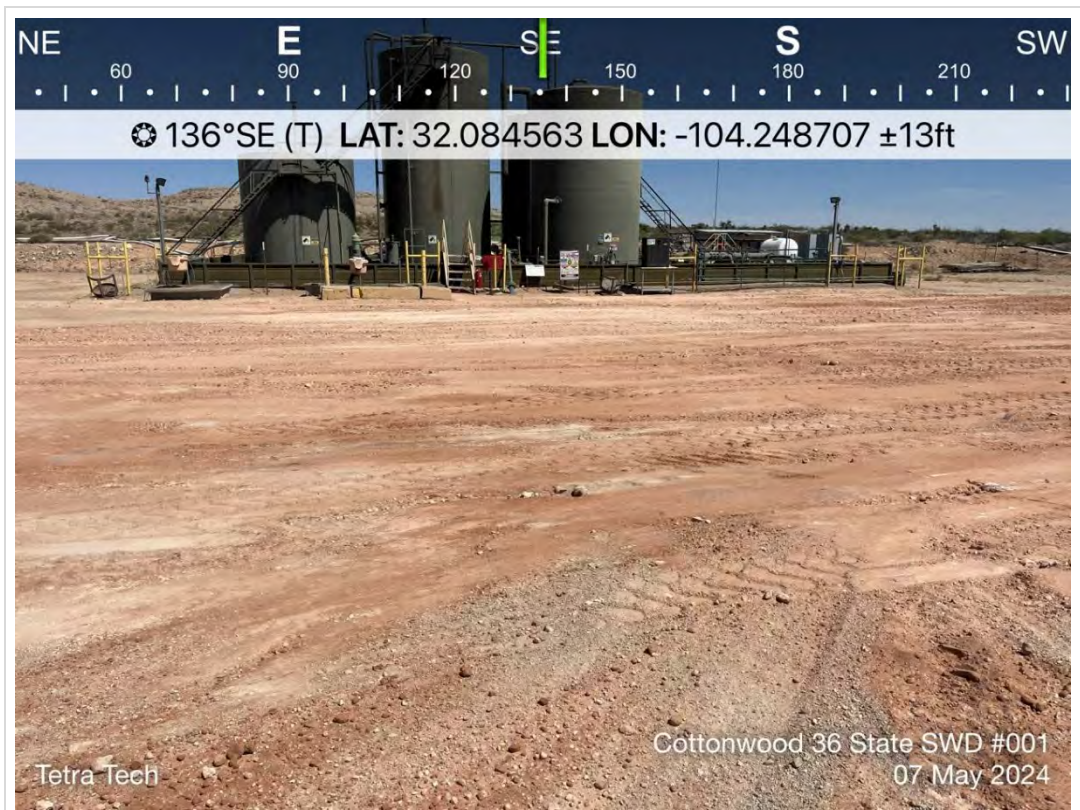 NE E SE S SW
60 90 120 150 180 210
136°SE (T) LAT: 32.084563 LON: -104.248707 ±13ft
Cottonwood 36 State SWD #001
Tetra Tech 07 May 2024